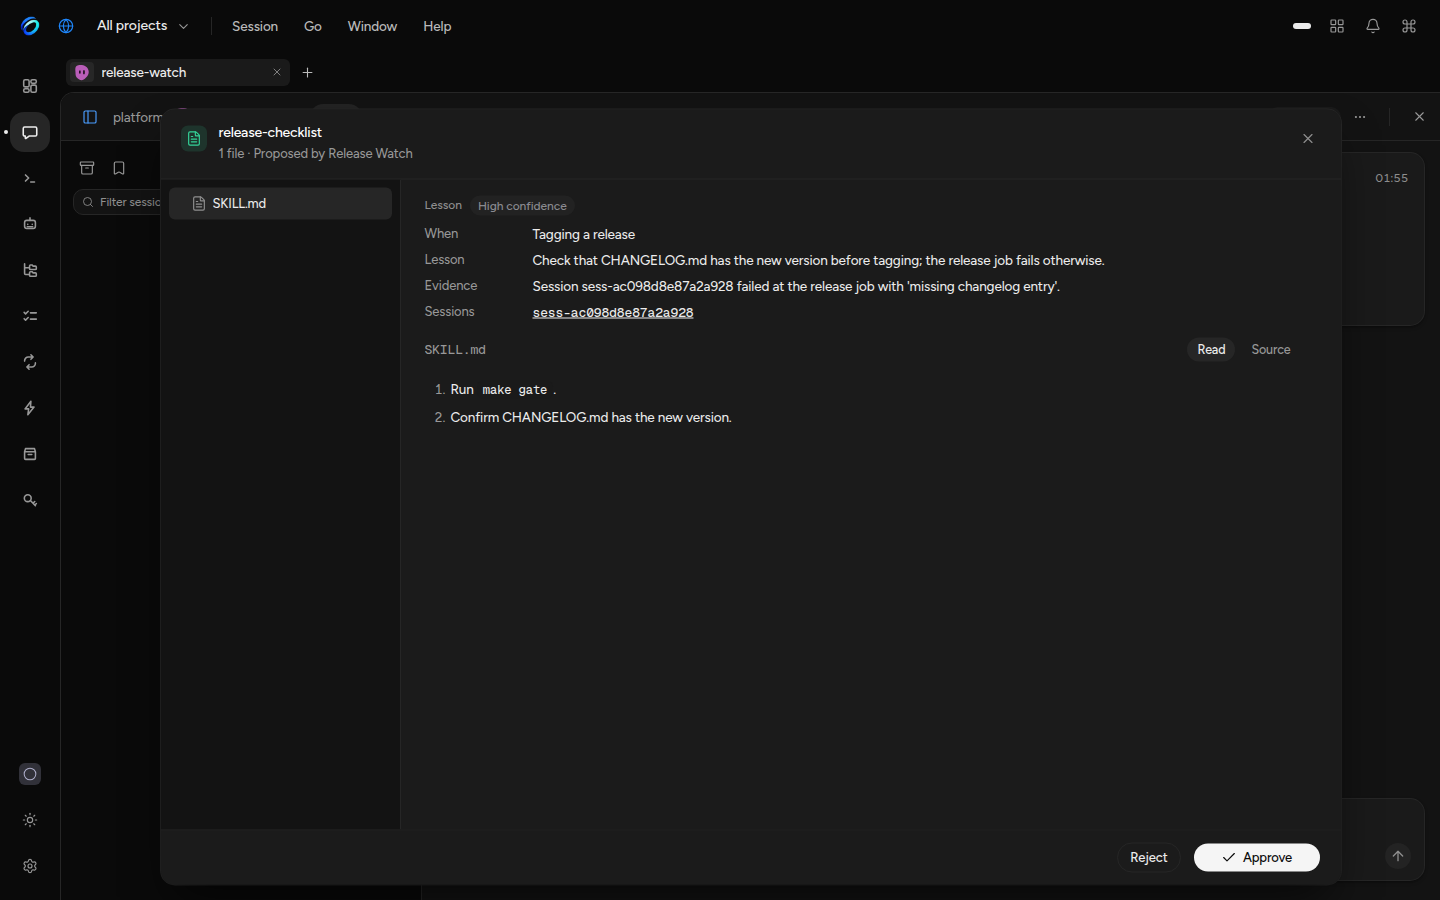 All projects
Session
Go
Window
Help
release-watch
platform
release-checklist
1 file · Proposed by Release Watch
01:55
Filter sessic
SKILL.md
Lesson
High confidence
When
Tagging a release
Lesson
Check that CHANGELOG.md has the new version before tagging; the release job fails otherwise.
Evidence
Session sess-ac098d8e87a2a928 failed at the release job with 'missing changelog entry'.
Sessions
sess-ac098d8e87a2a928
SKILL.md
Read
Source
1. Run make gate .
2. Confirm CHANGELOG.md has the new version.
Reject
Approve